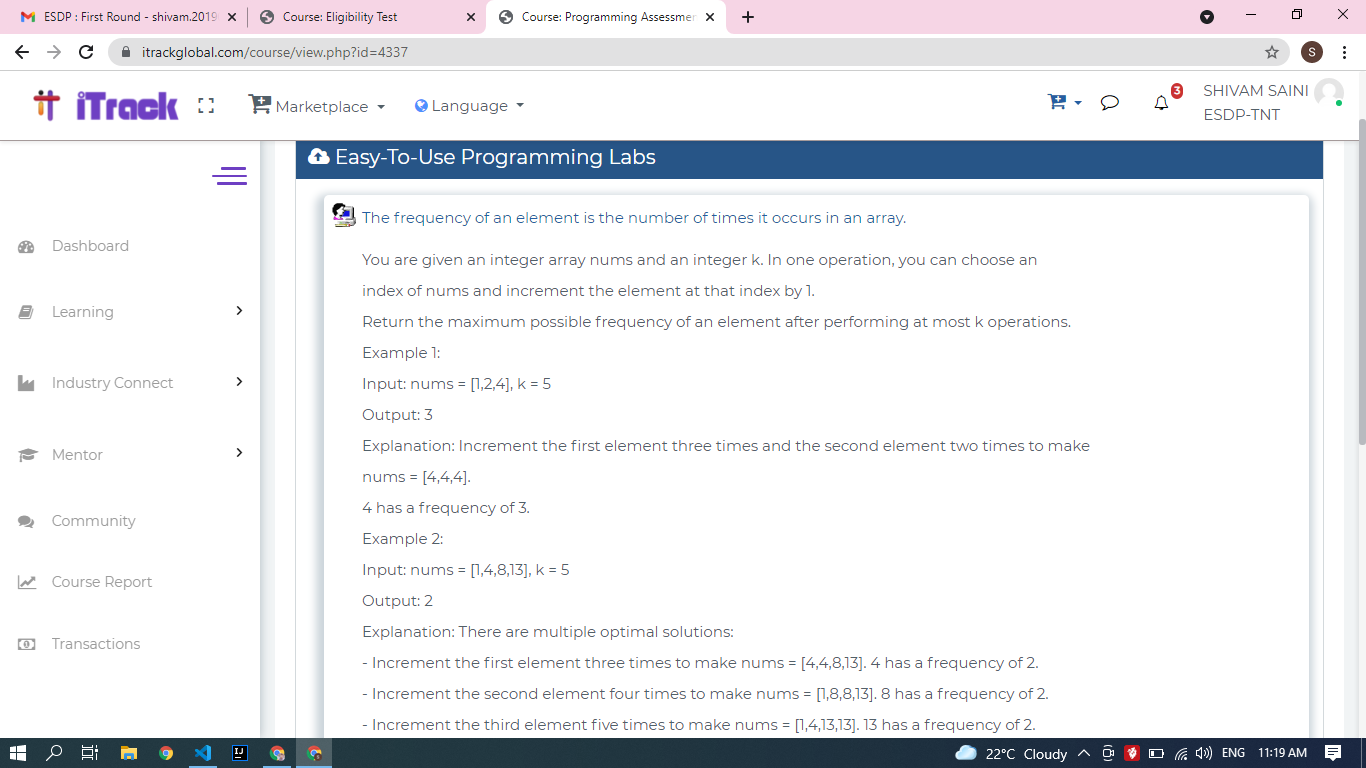 ESDP : First Round - shivam.2019
Course: Eligibility Test
Course: Programming Assessmen
itrackglobal.com/course/view.php?id=4337
S
iTrack
Marketplace
Language
3
SHIVAM SAINI
ESDP-TNT
Easy-To-Use Programming Labs
Dashboard
Learning
Industry Connect
Mentor
Community
Course Report
Transactions
The frequency of an element is the number of times it occurs in an array.
You are given an integer array nums and an integer k. In one operation, you can choose an
index of nums and increment the element at that index by 1.
Return the maximum possible frequency of an element after performing at most k operations.
Example 1:
Input: nums = [1,2,4], k = 5
Output: 3
Explanation: Increment the first element three times and the second element two times to make
nums = [4,4,4].
4 has a frequency of 3.
Example 2:
Input: nums = [1,4,8,13], k = 5
Output: 2
Explanation: There are multiple optimal solutions:
- Increment the first element three times to make nums = [4,4,8,13]. 4 has a frequency of 2.
- Increment the second element four times to make nums = [1,8,8,13]. 8 has a frequency of 2.
- Increment the third element five times to make nums = [1,4,13,13]. 13 has a frequency of 2.
IJ
22°C Cloudy
ENG
11:19 AM